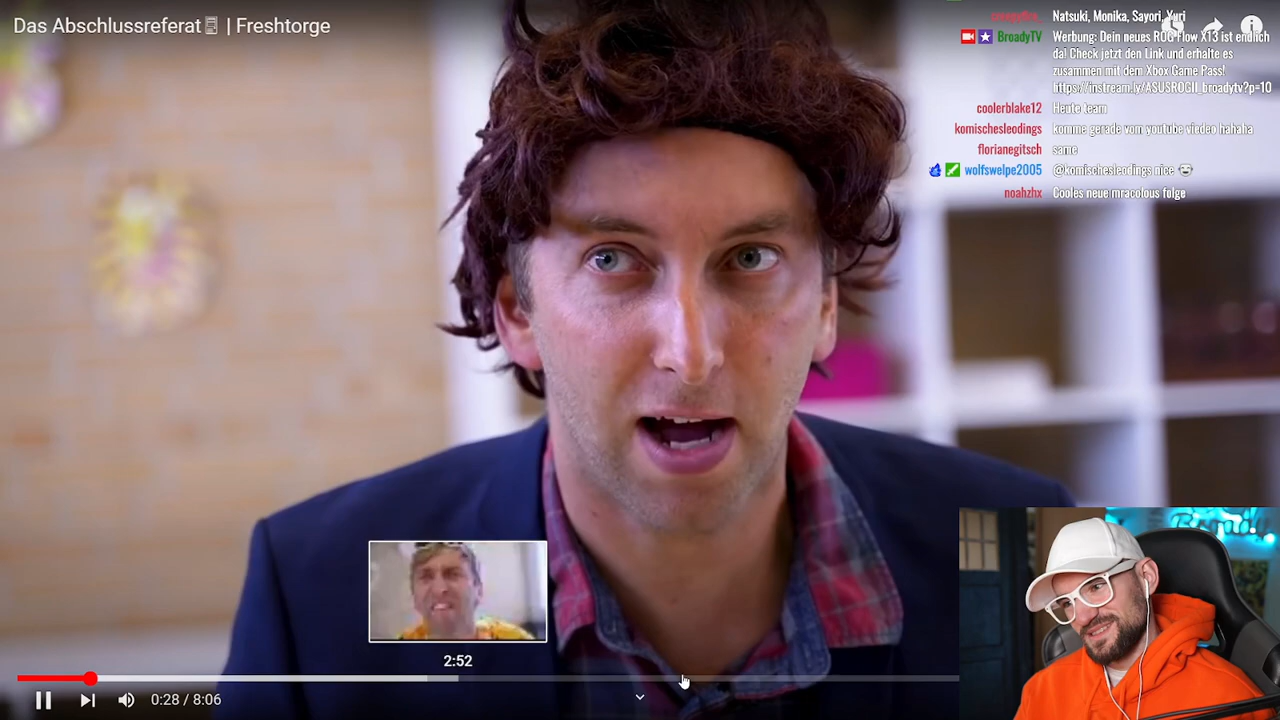 Das Abschlussreferat | Freshtorge
Natsuki, Monika, Sayori, Yuri
BroadyTV Werbung: Dein neues ROG Flow X13 ist endlich
da! Check jetzt den Link und erhalte es
zusammen mit dem Xbox Game Pass!
https://instream.ly/ASUSROGII_broadytv?p=10
coolerblake12 Heute team
komischesleodings komme gerade vom youtube viedeo hahaha
florianegitsch same
wolfswelpe2005 @komischesleodings nice
noahzhx Cooles neue mracolous folge
2:52
0:28 / 8:06